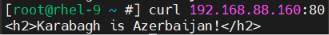 [root@rhel-9 ~ #] curl 192.168.88.160:80
<h2>Karabagh is Azerbaijan!</h2>